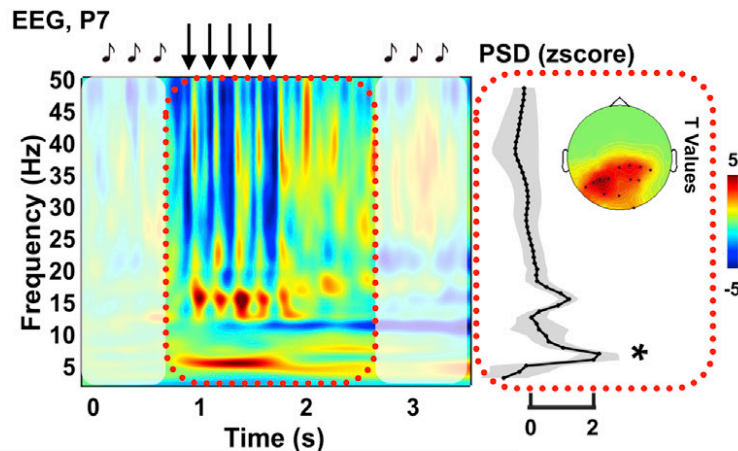 EEG, P7
♪ ♪ ♪ ♪ ♪ ♪
PSD (zscore)
50
45
40
35
30
25
20
15
10
5
Frequency (Hz)
0 1 2 3
Time (s)
T Values
5
-5
*
0 2